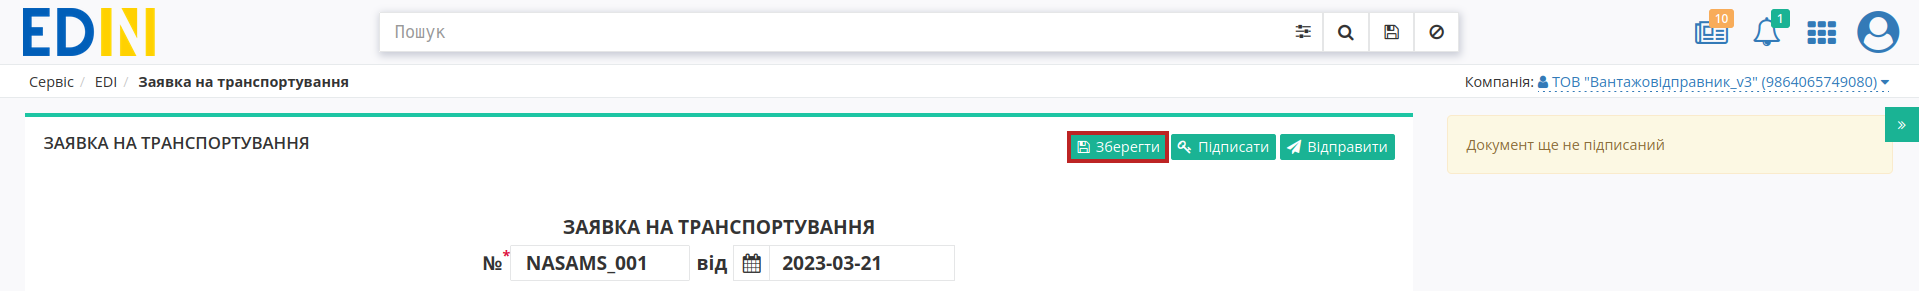 EDIN
Пошук
10
1
Сервіс / EDI / Заявка на транспортування
Компанія: ТОВ "Вантажовідправник_v3" (9864065749080)
ЗАЯВКА НА ТРАНСПОРТУВАННЯ
Зберегти Підписати Відправити
Документ ще не підписаний
»
ЗАЯВКА НА ТРАНСПОРТУВАННЯ
№* NASAMS_001 від 2023-03-21